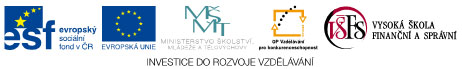 esf evropský
sociální
fond v ČR
EVROPSKÁ UNIE
MINISTERSTVO ŠKOLSTVÍ,
MLÁDEŽE A TĚLOVÝCHOVY
OP Vzdělávání
pro konkurenceschopnost
VŠFS
VYSOKÁ ŠKOLA
FINANČNÍ A SPRÁVNÍ
INVESTICE DO ROZVOJE VZDĚLÁVÁNÍ